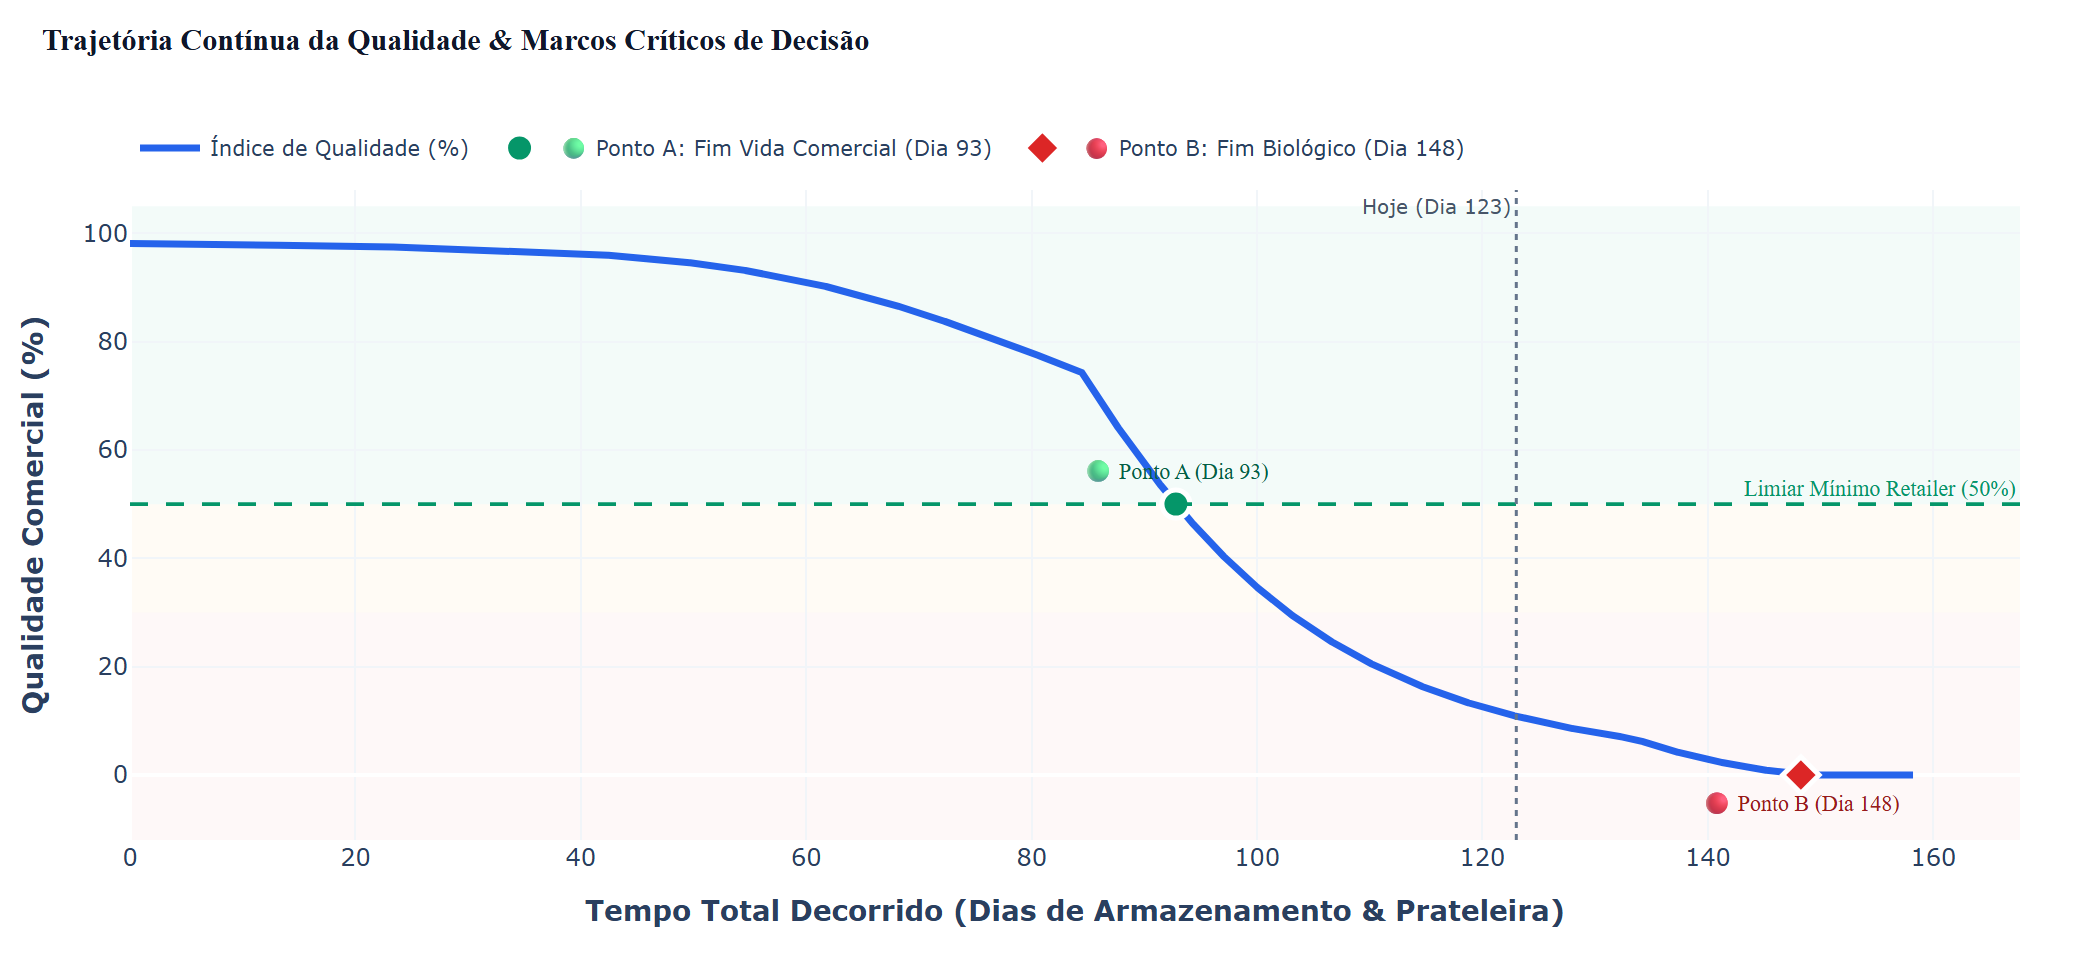 Trajetória Contínua da Qualidade & Marcos Críticos de Decisão
Índice de Qualidade (%)
Ponto A: Fim Vida Comercial (Dia 93)
Ponto B: Fim Biológico (Dia 148)
Hoje (Dia 123)
Qualidade Comercial (%)
100
80
60
40
20
0
Ponto A (Dia 93)
Limiar Mínimo Retailer (50%)
Ponto B (Dia 148)
0 20 40 60 80 100 120 140 160
Tempo Total Decorrido (Dias de Armazenamento & Prateleira)